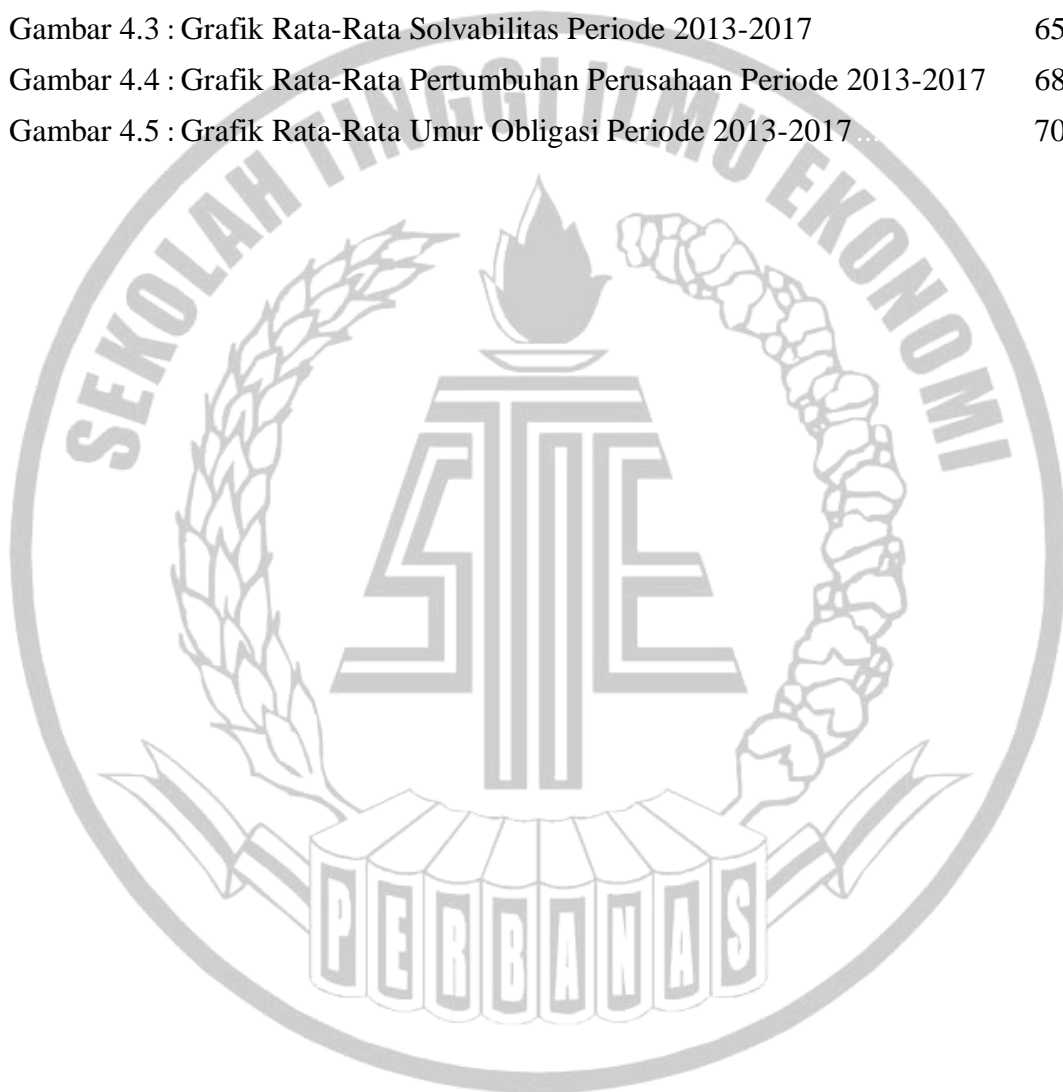 Gambar 4.3 : Grafik Rata-Rata Solvabilitas Periode 2013-2017 65
Gambar 4.4 : Grafik Rata-Rata Pertumbuhan Perusahaan Periode 2013-2017 68
Gambar 4.5 : Grafik Rata-Rata Umur Obligasi Periode 2013-2017 ... 70
SEKOLAH TINGGI ILMU EKONOMI
STIE
PERBANAS